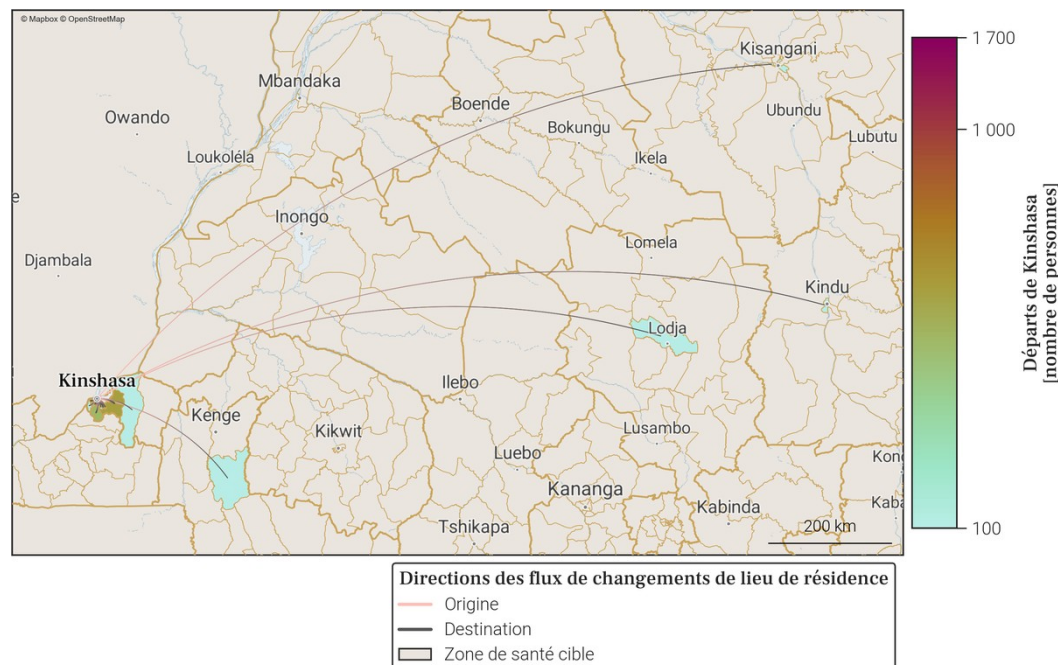 © Mapbox © OpenStreetMap
Kisangani
Mbandaka
Boende
Owando
Ubundu
Bokungu
Lubutu
Loukoléla
Ikela
e
Inongo
Lomela
Djambala
Kindu
Lodja
Kinshasa
Ilebo
Kenge
Kikwit
Lusambo
Luebo
Kon
Kananga
Kabinda
Kaba
Tshikapa
200 km
1 700
1 000
100
Départs de Kinshasa
[nombre de personnes]
Directions des flux de changements de lieu de résidence
Origine
Destination
Zone de santé cible